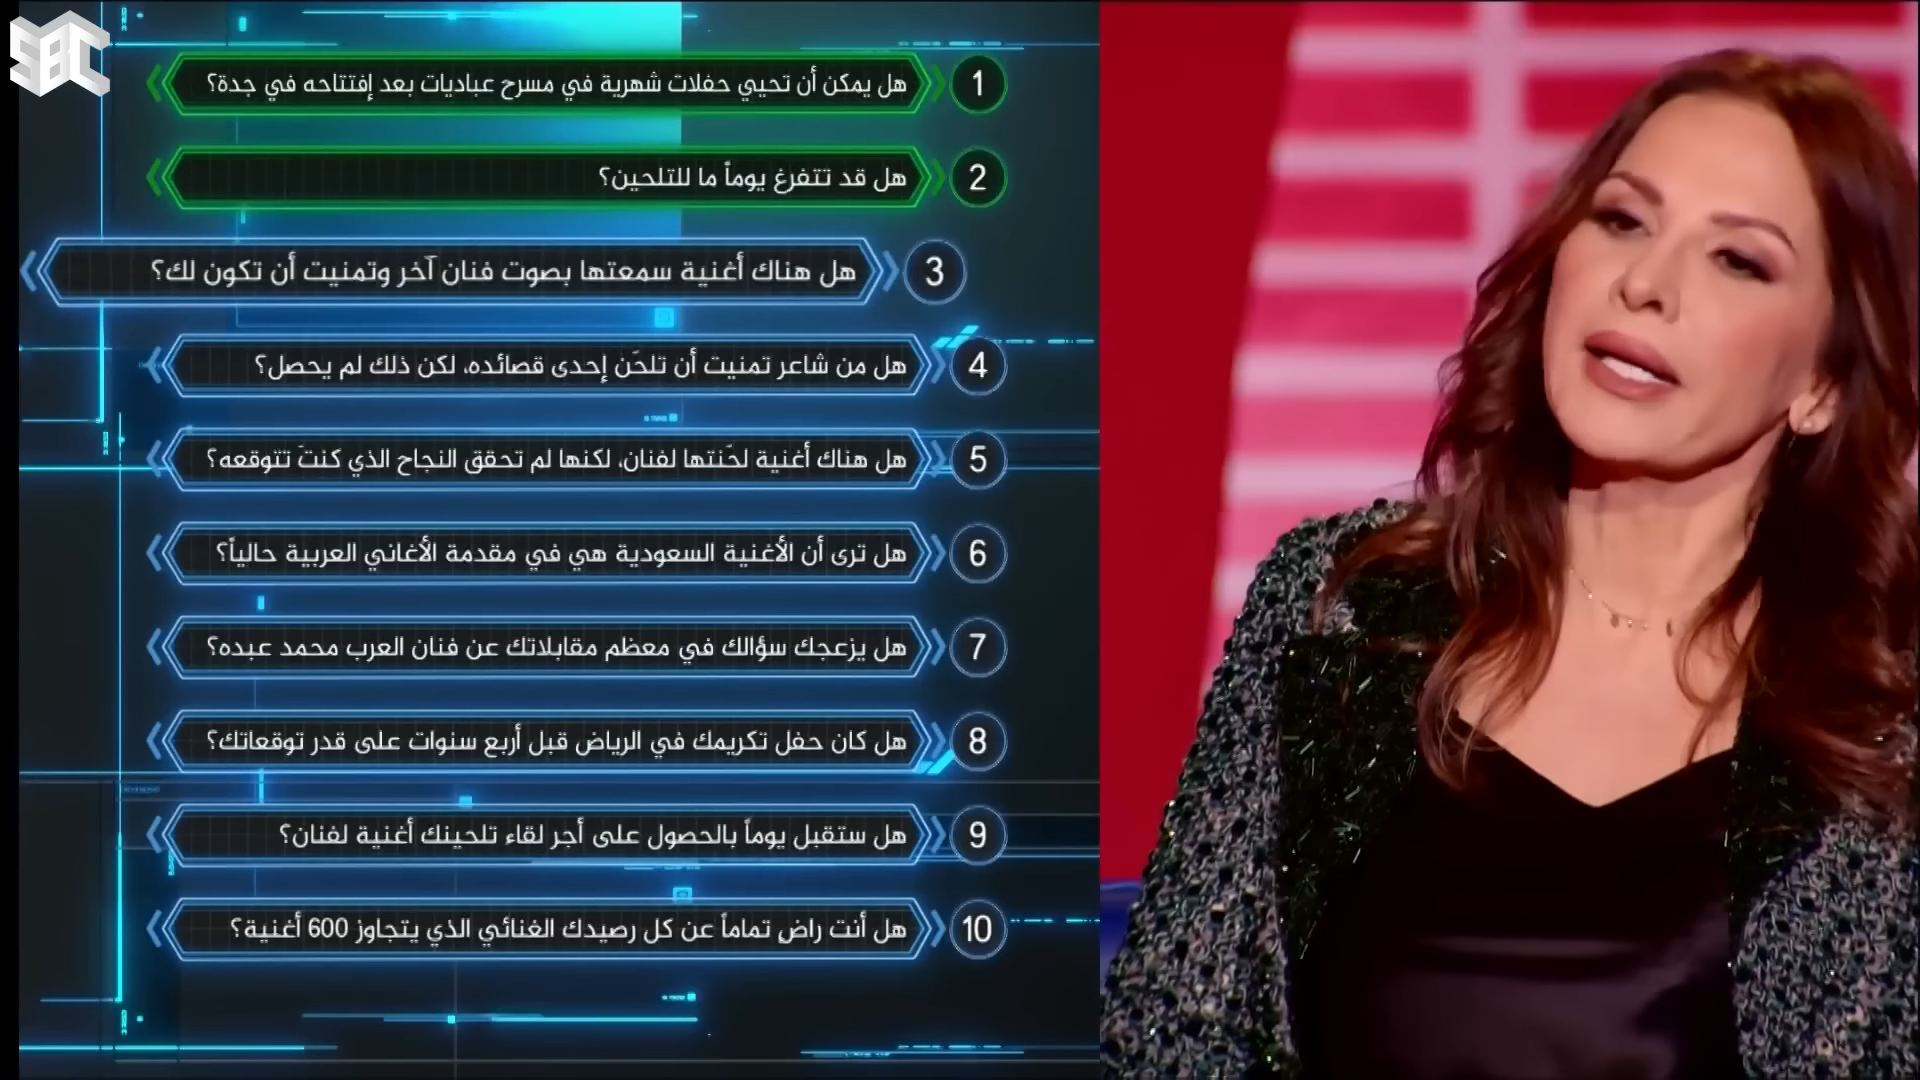 SBC
1 هل يمكن أن تحيي حفلات شهرية في مسرح عباديات بعد إفتتاحه في جدة؟
2 هل قد تتفرغ يوماً ما للتلحين؟
3 هل هناك أغنية سمعتها بصوت فنان آخر وتمنيت أن تكون لك؟
4 هل من شاعر تمنيت أن تلحّن إحدى قصائده، لكن ذلك لم يحصل؟
5 هل هناك أغنية لحّنتها لفنان، لكنها لم تحقق النجاح الذي كنتَ تتوقعه؟
6 هل ترى أن الأغنية السعودية هي في مقدمة الأغاني العربية حالياً؟
7 هل يزعجك سؤالك في معظم مقابلاتك عن فنان العرب محمد عبده؟
8 هل كان حفل تكريمك في الرياض قبل أربع سنوات على قدر توقعاتك؟
9 هل ستقبل يوماً بالحصول على أجر لقاء تلحينك أغنية لفنان؟
10 هل أنت راضٍ تماماً عن كل رصيدك الغنائي الذي يتجاوز 600 أغنية؟